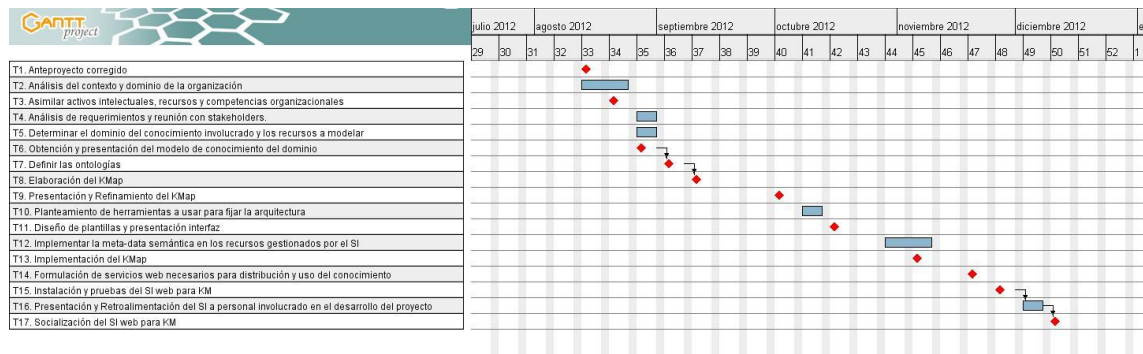 GANTT
project
julio 2012 agosto 2012 septiembre 2012 octubre 2012 noviembre 2012 diciembre 2012 e
29 30 31 32 33 34 35 36 37 38 39 40 41 42 43 44 45 46 47 48 49 50 51 52 1
T1. Anteproyecto corregido
T2. Análisis del contexto y dominio de la organización
T3. Asimilar activos intelectuales, recursos y competencias organizacionales
T4. Análisis de requerimientos y reunión con stakeholders.
T5. Determinar el dominio del conocimiento involucrado y los recursos a modelar
T6. Obtención y presentación del modelo de conocimiento del dominio
T7. Definir las ontologías
T8. Elaboración del KMap
T9. Presentación y Refinamiento del KMap
T10. Planteamiento de herramientas a usar para fijar la arquitectura
T11. Diseño de plantillas y presentación interfaz
T12. Implementar la meta-data semántica en los recursos gestionados por el SI
T13. Implementación del KMap
T14. Formulación de servicios web necesarios para distribución y uso del conocimiento
T15. Instalación y pruebas del SI web para KM
T16. Presentación y Retroalimentación del SI a personal involucrado en el desarrollo del proyecto
T17. Socialización del SI web para KM